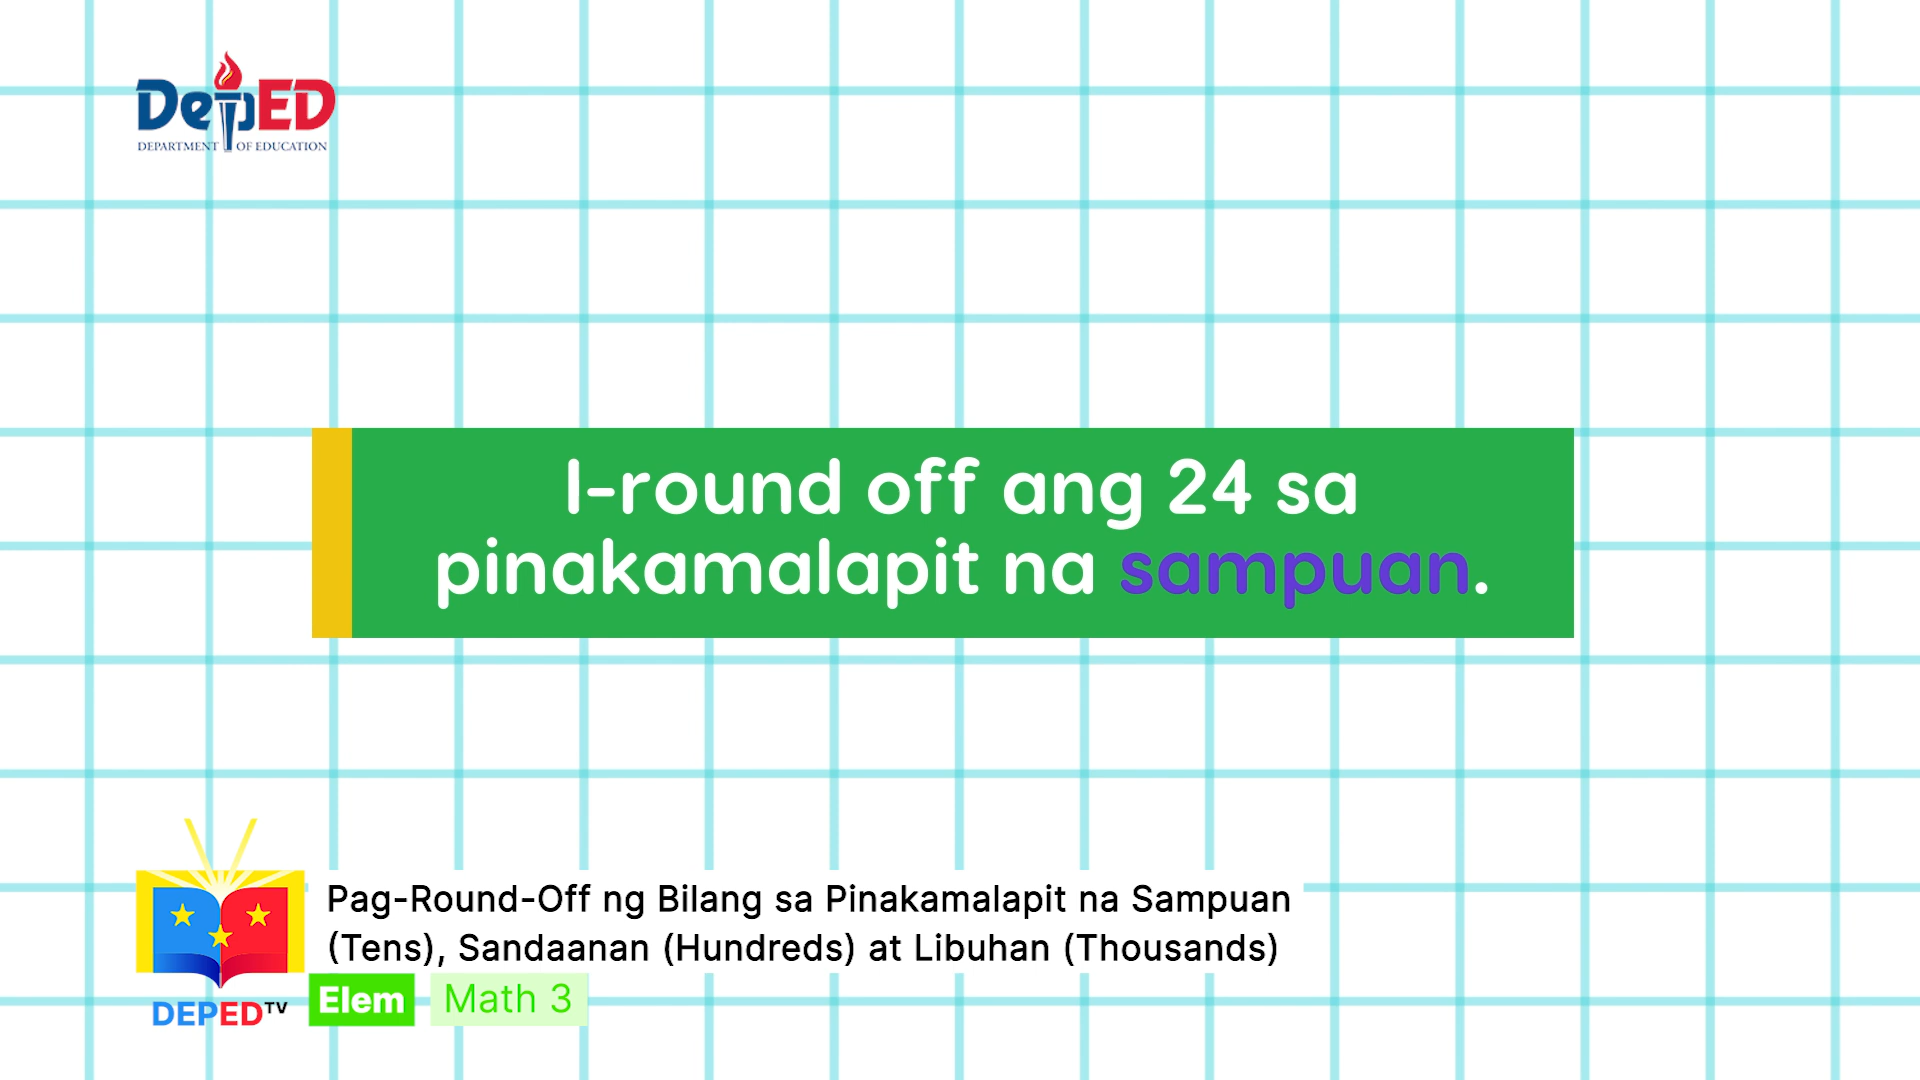 DepED
DEPARTMENT OF EDUCATION
I-round off ang 24 sa
pinakamalapit na sampuan.
Pag-Round-Off ng Bilang sa Pinakamalapit na Sampuan
(Tens), Sandaanan (Hundreds) at Libuhan (Thousands)
DEPED TV
Elem Math 3